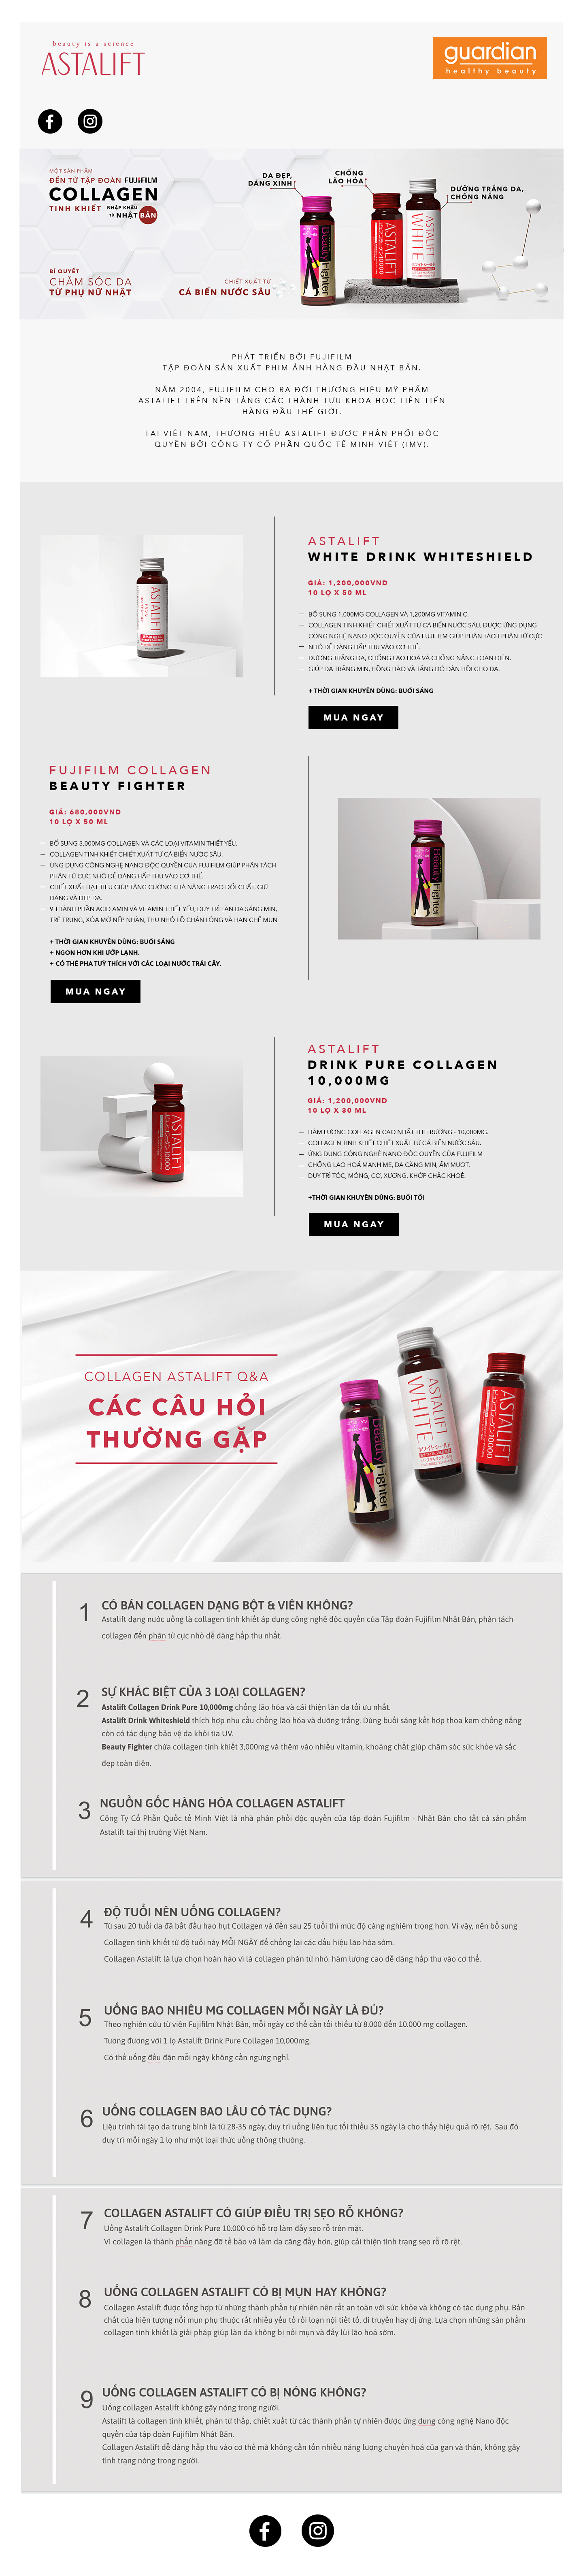 beauty is a science
ASTALIFT
guardian
healthy beauty
MỘT SẢN PHẨM
ĐẾN TỪ TẬP ĐOÀN FUJIFILM
COLLAGEN
TINH KHIẾT NHẬP KHẨU TỪ NHẬT BẢN
BÍ QUYẾT
CHĂM SÓC DA
TỪ PHỤ NỮ NHẬT
CHIẾT XUẤT TỪ
CÁ BIỂN NƯỚC SÂU
DA ĐẸP,
DÁNG XINH
CHỐNG
LÃO HÓA
DƯỠNG TRẮNG DA,
CHỐNG NẮNG
Beauty Fighter
ASTALIFT
ASTALIFT
WHITE
PHÁT TRIỂN BỞI FUJIFILM
TẬP ĐOÀN SẢN XUẤT PHIM ẢNH HÀNG ĐẦU NHẬT BẢN.
NĂM 2004, FUJIFILM CHO RA ĐỜI THƯƠNG HIỆU MỸ PHẨM
ASTALIFT TRÊN NỀN TẢNG CÁC THÀNH TỰU KHOA HỌC TIÊN TIẾN
HÀNG ĐẦU THẾ GIỚI.
TẠI VIỆT NAM, THƯƠNG HIỆU ASTALIFT ĐƯỢC PHÂN PHỐI ĐỘC
QUYỀN BỞI CÔNG TY CỔ PHẦN QUỐC TẾ MINH VIỆT (IMV).
ASTALIFT
WHITE DRINK WHITESHIELD
GIÁ: 1,200,000VND
10 LỌ X 50 ML
— BỔ SUNG 1,000MG COLLAGEN VÀ 1,200MG VITAMIN C.
— COLLAGEN TINH KHIẾT CHIẾT XUẤT TỪ CÁ BIỂN NƯỚC SÂU, ĐƯỢC ỨNG DỤNG
CÔNG NGHỆ NANO ĐỘC QUYỀN CỦA FUJIFILM GIÚP PHÂN TÁCH PHÂN TỬ CỰC
— NHỎ DỄ DÀNG HẤP THU VÀO CƠ THỂ.
— DƯỠNG TRẮNG DA, CHỐNG LÃO HOÁ VÀ CHỐNG NẮNG TOÀN DIỆN.
— GIÚP DA TRẮNG MỊN, HỒNG HÀO VÀ TĂNG ĐỘ ĐÀN HỒI CHO DA.
+ THỜI GIAN KHUYÊN DÙNG: BUỔI SÁNG
MUA NGAY
FUJIFILM COLLAGEN
BEAUTY FIGHTER
GIÁ: 680,000VND
10 LỌ X 50 ML
— BỔ SUNG 3,000MG COLLAGEN VÀ CÁC LOẠI VITAMIN THIẾT YẾU.
— COLLAGEN TINH KHIẾT CHIẾT XUẤT TỪ CÁ BIỂN NƯỚC SÂU.
— ỨNG DỤNG CÔNG NGHỆ NANO ĐỘC QUYỀN CỦA FUJIFILM GIÚP PHÂN TÁCH
PHÂN TỬ CỰC NHỎ DỄ DÀNG HẤP THU VÀO CƠ THỂ.
— CHIẾT XUẤT HẠT TIÊU GIÚP TĂNG CƯỜNG KHẢ NĂNG TRAO ĐỔI CHẤT, GIỮ
DÁNG VÀ ĐẸP DA.
— 9 THÀNH PHẦN ACID AMIN VÀ VITAMIN THIẾT YẾU, DUY TRÌ LÀN DA SÁNG MỊN,
TRẺ TRUNG, XÓA MỜ NẾP NHĂN, THU NHỎ LỖ CHÂN LÔNG VÀ HẠN CHẾ MỤN
+ THỜI GIAN KHUYÊN DÙNG: BUỔI SÁNG
+ NGON HƠN KHI ƯỚP LẠNH.
+ CÓ THỂ PHA TUỲ THÍCH VỚI CÁC LOẠI NƯỚC TRÁI CÂY.
MUA NGAY
ASTALIFT
DRINK PURE COLLAGEN
10,000MG
GIÁ: 1,200,000VND
10 LỌ X 30 ML
— HÀM LƯỢNG COLLAGEN CAO NHẤT THỊ TRƯỜNG - 10,000MG.
— COLLAGEN TINH KHIẾT CHIẾT XUẤT TỪ CÁ BIỂN NƯỚC SÂU.
— ỨNG DỤNG CÔNG NGHỆ NANO ĐỘC QUYỀN CỦA FUJIFILM
— CHỐNG LÃO HOÁ MẠNH MẼ, DA CĂNG MỊN, ẨM MƯỢT.
— DUY TRÌ TÓC, MÓNG, CƠ, XƯƠNG, KHỚP CHẮC KHOẺ.
+THỜI GIAN KHUYÊN DÙNG: BUỔI TỐI
MUA NGAY
COLLAGEN ASTALIFT Q&A
CÁC CÂU HỎI
THƯỜNG GẶP
Beauty Fighter
ASTALIFT
WHITE
ホワイトシールド
ASTALIFT
10000
1 CÓ BÁN COLLAGEN DẠNG BỘT & VIÊN KHÔNG?
Astalift dạng nước uống là collagen tinh khiết áp dụng công nghệ độc quyền của Tập đoàn Fujifilm Nhật Bản, phân tách
collagen đến phân tử cực nhỏ dễ dàng hấp thu nhất.
2 SỰ KHÁC BIỆT CỦA 3 LOẠI COLLAGEN?
Astalift Collagen Drink Pure 10,000mg chống lão hóa và cải thiện làn da tối ưu nhất.
Astalift Drink Whiteshield thích hợp nhu cầu chống lão hóa và dưỡng trắng. Dùng buổi sáng kết hợp thoa kem chống nắng
còn có tác dụng bảo vệ da khỏi tia UV.
Beauty Fighter chứa collagen tinh khiết 3,000mg và thêm vào nhiều vitamin, khoáng chất giúp chăm sóc sức khỏe và sắc
đẹp toàn diện.
3 NGUỒN GỐC HÀNG HÓA COLLAGEN ASTALIFT
Công Ty Cổ Phần Quốc tế Minh Việt là nhà phân phối độc quyền của tập đoàn Fujifilm - Nhật Bản cho tất cả sản phẩm
Astalift tại thị trường Việt Nam.
4 ĐỘ TUỔI NÊN UỐNG COLLAGEN?
Từ sau 20 tuổi da đã bắt đầu hao hụt Collagen và đến sau 25 tuổi thì mức độ càng nghiêm trọng hơn. Vì vậy, nên bổ sung
Collagen tinh khiết từ độ tuổi này MỖI NGÀY để chống lại các dấu hiệu lão hóa sớm.
Collagen Astalift là lựa chọn hoàn hảo vì là collagen phân tử nhỏ, hàm lượng cao dễ dàng hấp thu vào cơ thể.
5 UỐNG BAO NHIÊU MG COLLAGEN MỖI NGÀY LÀ ĐỦ?
Theo nghiên cứu từ viện Fujifilm Nhật Bản, mỗi ngày cơ thể cần tối thiểu từ 8.000 đến 10.000 mg collagen.
Tương đương với 1 lọ Astalift Drink Pure Collagen 10,000mg.
Có thể uống đều đặn mỗi ngày không cần ngưng nghỉ.
6 UỐNG COLLAGEN BAO LÂU CÓ TÁC DỤNG?
Liệu trình tái tạo da trung bình là từ 28-35 ngày, duy trì uống liên tục tối thiểu 35 ngày là cho thấy hiệu quả rõ rệt. Sau đó
duy trì mỗi ngày 1 lọ như một loại thức uống thông thường.
7 COLLAGEN ASTALIFT CÓ GIÚP ĐIỀU TRỊ SẸO RỖ KHÔNG?
Uống Astalift Collagen Drink Pure 10.000 có hỗ trợ làm đầy sẹo rỗ trên mặt.
Vì collagen là thành phần nâng đỡ tế bào và làm da căng đầy hơn, giúp cải thiện tình trạng sẹo rỗ rõ rệt.
8 UỐNG COLLAGEN ASTALIFT CÓ BỊ MỤN HAY KHÔNG?
Collagen Astalift được tổng hợp từ những thành phần tự nhiên nên rất an toàn với sức khỏe và không có tác dụng phụ. Bản
chất của hiện tượng nổi mụn phụ thuộc rất nhiều yếu tố rối loạn nội tiết tố, di truyền hay dị ứng. Lựa chọn những sản phẩm
collagen tinh khiết là giải pháp giúp làn da không bị nổi mụn và đẩy lùi lão hoá sớm.
9 UỐNG COLLAGEN ASTALIFT CÓ BỊ NÓNG KHÔNG?
Uống collagen Astalift không gây nóng trong người.
Astalift là collagen tinh khiết, phân tử thấp, chiết xuất từ các thành phần tự nhiên được ứng dụng công nghệ Nano độc
quyền của tập đoàn Fujifilm Nhật Bản.
Collagen Astalift dễ dàng hấp thu vào cơ thể mà không cần tốn nhiều năng lượng chuyển hoá của gan và thận, không gây
tình trạng nóng trong người.